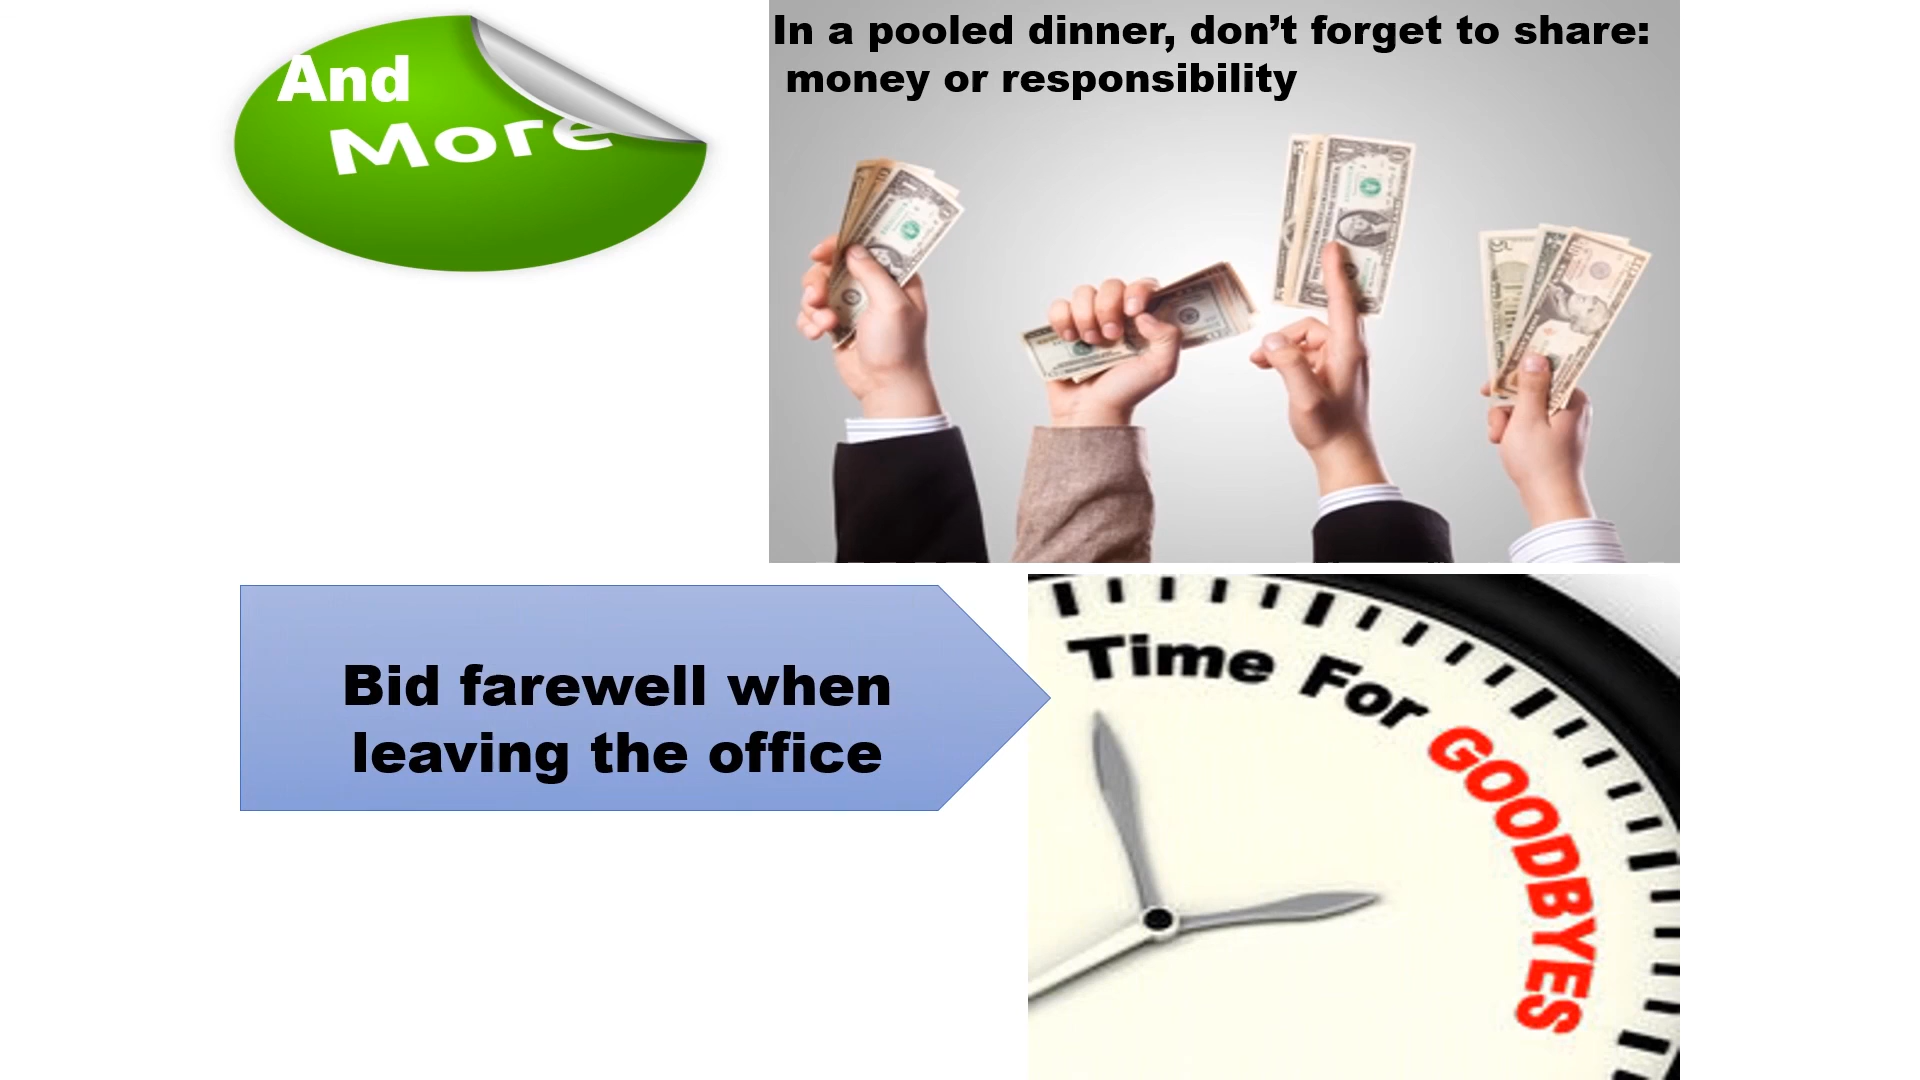 And
More
In a pooled dinner, don’t forget to share:
money or responsibility
Bid farewell when
leaving the office
Time For GOODBYES